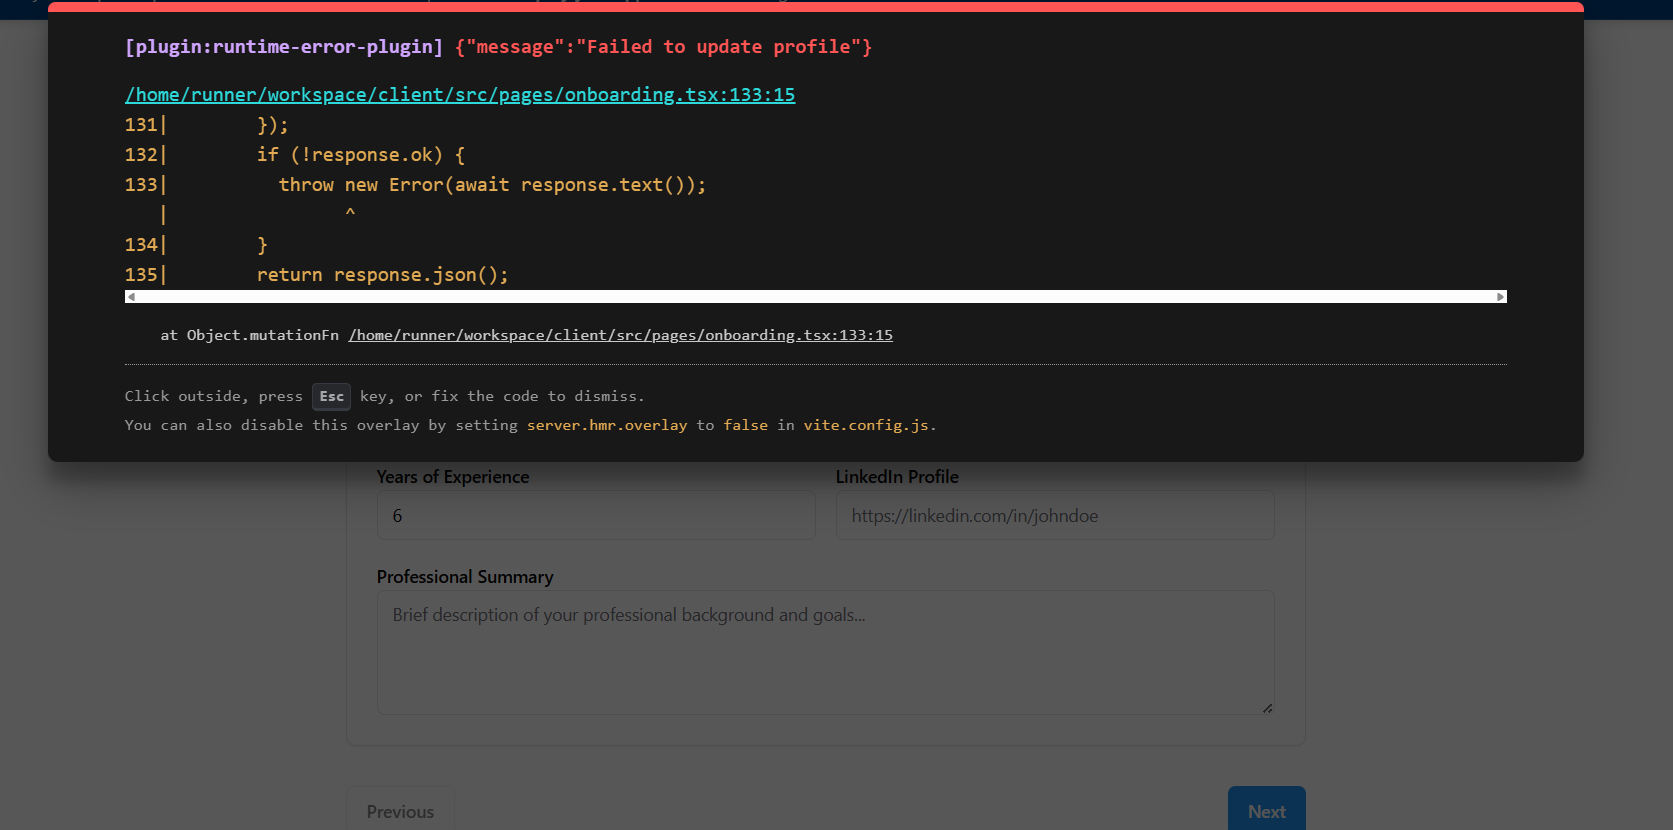 [plugin:runtime-error-plugin] {"message":"Failed to update profile"}
/home/runner/workspace/client/src/pages/onboarding.tsx:133:15
131|        });
132|        if (!response.ok) {
133|          throw new Error(await response.text());
   |                ^
134|        }
135|        return response.json();
at Object.mutationFn /home/runner/workspace/client/src/pages/onboarding.tsx:133:15
Click outside, press Esc key, or fix the code to dismiss.
You can also disable this overlay by setting server.hmr.overlay to false in vite.config.js.
Years of Experience
LinkedIn Profile
6
https://linkedin.com/in/johndoe
Professional Summary
Brief description of your professional background and goals...
Previous
Next